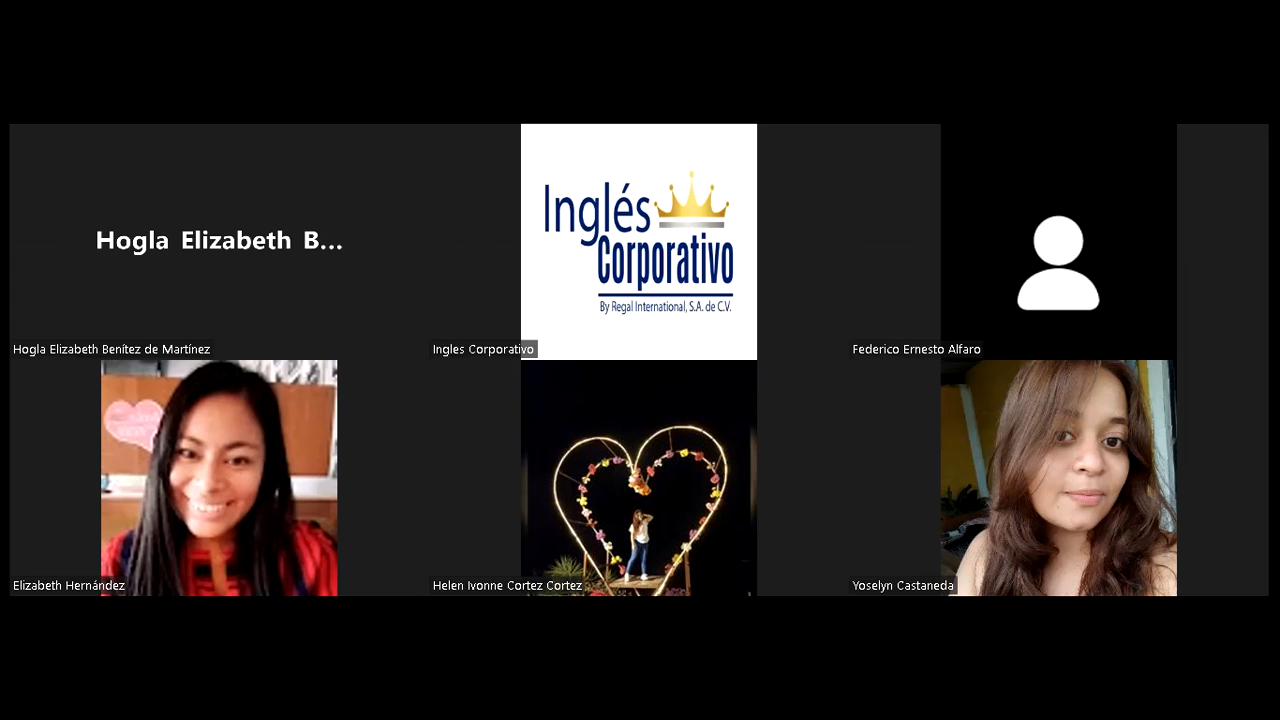 Hogla Elizabeth B...
Inglés
Corporativo
By Regal International, S.A. de C.V.
Hogla Elizabeth Benítez de Martínez
Ingles Corporativo
Federico Ernesto Alfaro
Elizabeth Hernández
Helen Ivonne Cortez Cortez
Yoselyn Castaneda